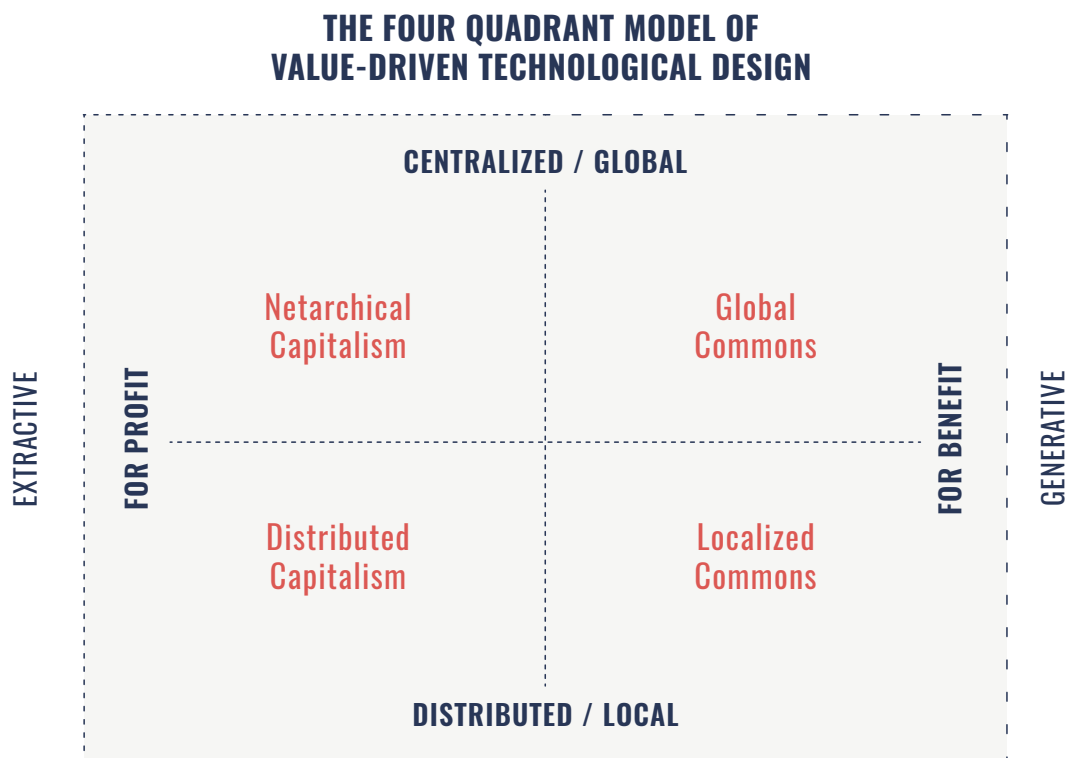 THE FOUR QUADRANT MODEL OF
VALUE-DRIVEN TECHNOLOGICAL DESIGN
CENTRALIZED / GLOBAL
Netarchical
Capitalism
Global
Commons
EXTRACTIVE
FOR PROFIT
FOR BENEFIT
GENERATIVE
Distributed
Capitalism
Localized
Commons
DISTRIBUTED / LOCAL